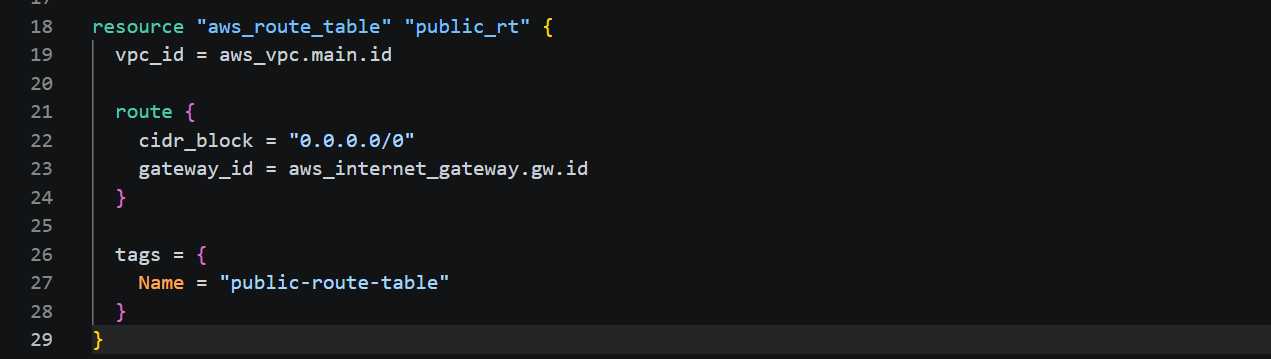 17
18 resource "aws_route_table" "public_rt" {
19   vpc_id = aws_vpc.main.id
20
21   route {
22     cidr_block = "0.0.0.0/0"
23     gateway_id = aws_internet_gateway.gw.id
24   }
25
26   tags = {
27     Name = "public-route-table"
28   }
29 }